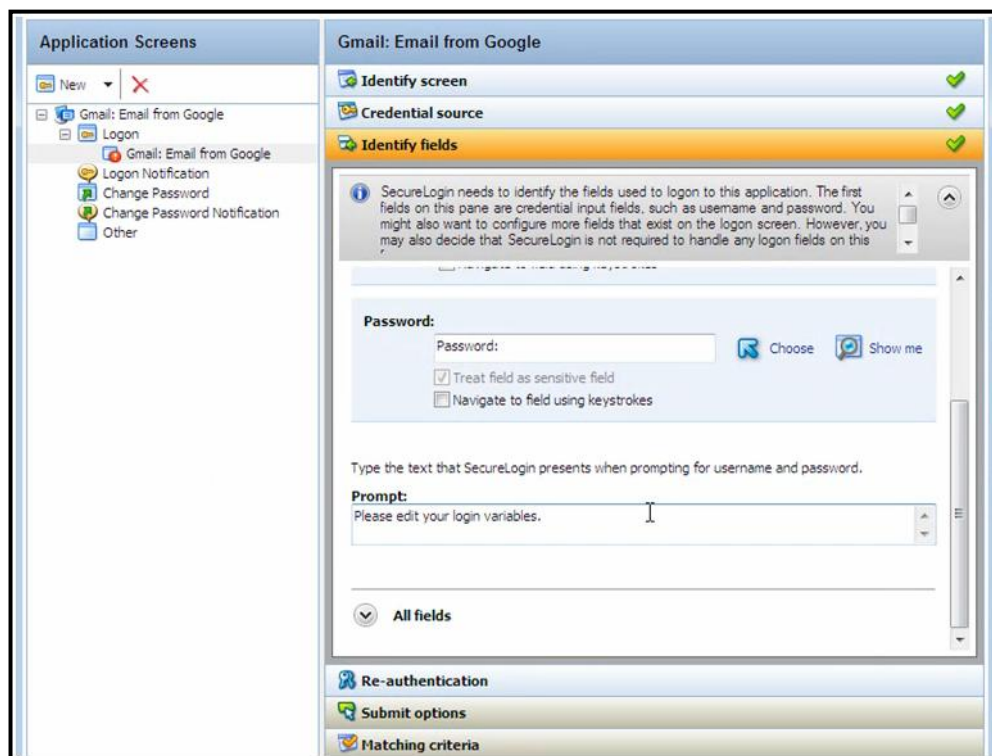 Application Screens
New
Gmail: Email from Google
Logon
Gmail: Email from Google
Logon Notification
Change Password
Change Password Notification
Other
Gmail: Email from Google
Identify screen
Credential source
Identify fields
SecureLogin needs to identify the fields used to logon to this application. The first
fields on this pane are credential input fields, such as username and password. You
might also want to configure more fields that exist on the logon screen. However, you
may also decide that SecureLogin is not required to handle any logon fields on this
Navigate to field using keystrokes
Password:
Password:
Choose
Show me
Treat field as sensitive field
Navigate to field using keystrokes
Type the text that SecureLogin presents when prompting for username and password.
Prompt:
Please edit your login variables.
All fields
Re-authentication
Submit options
Matching criteria